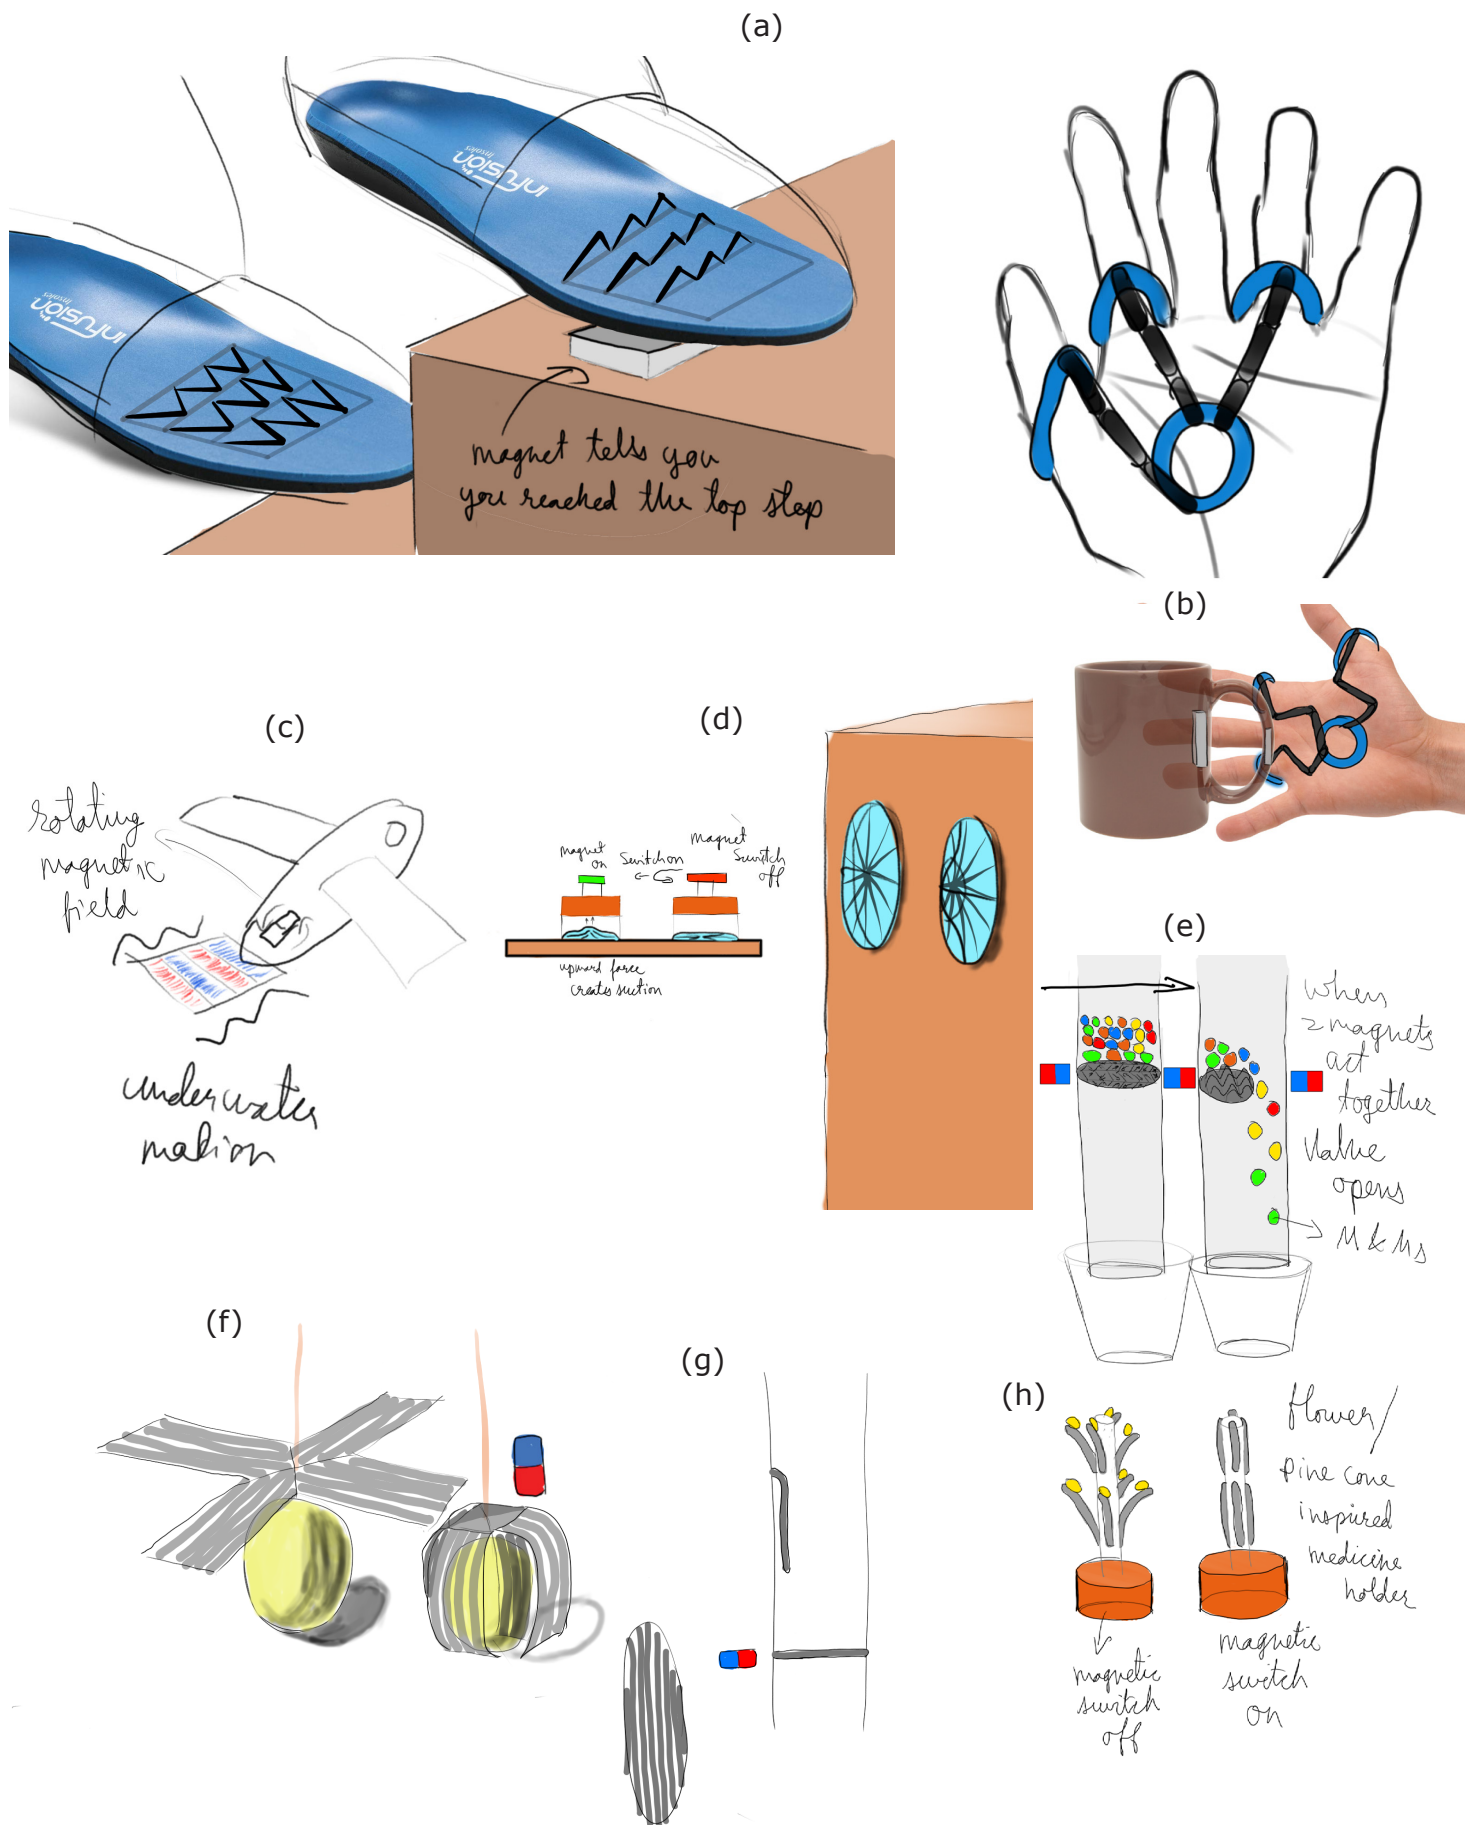 (a)
infusion
Insoles
infusion
Insoles
magnet tells you
you reached the top step
(b)
(c)
rotating
magnetic
field
underwater
motion
(d)
magnet
on
Switch on
magnet
switch
off
upward force
creates suction
(e)
when
2 magnets
act
together
Valve
opens
M & Ms
(f)
(g)
(h)
flower/
pine cone
inspired
medicine
holder
magnetic
switch
off
magnetic
switch
on